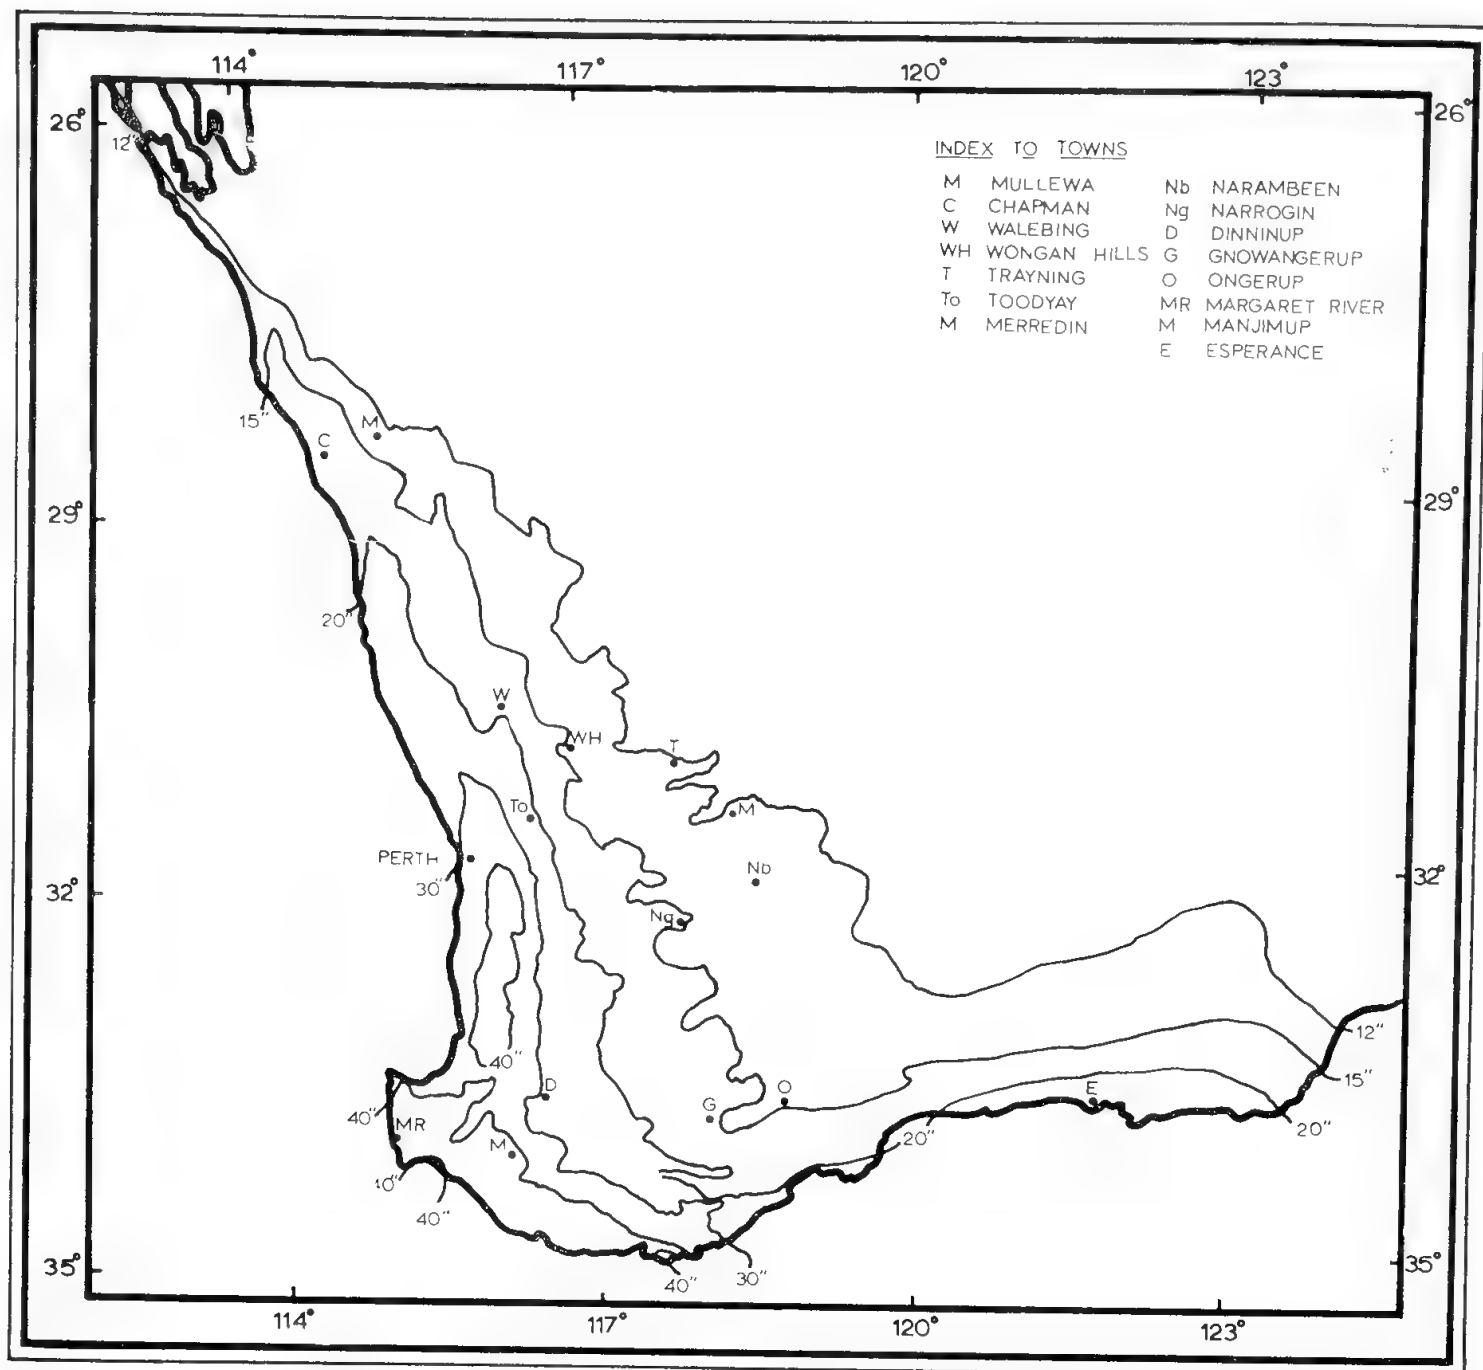 114° 117° 120° 123°
26° 26°
12"
INDEX TO TOWNS
M MULLEWA Nb NARAMBEEN
C CHAPMAN Ng NARROGIN
W WALEBING D DINNINUP
WH WONGAN HILLS G GNOWANGERUP
T TRAYNING O ONGERUP
To TOODYAY MR MARGARET RIVER
M MERREDIN M MANJIMUP
E ESPERANCE
15"
M
C
29° 29°
20"
W
WH T
To M
PERTH
30"
Nb
32° 32°
Ng
12"
40"
15"
D O E
40" G
MR
20" 20"
M
40"
40"
30"
40"
35° 35°
114° 117° 120° 123°